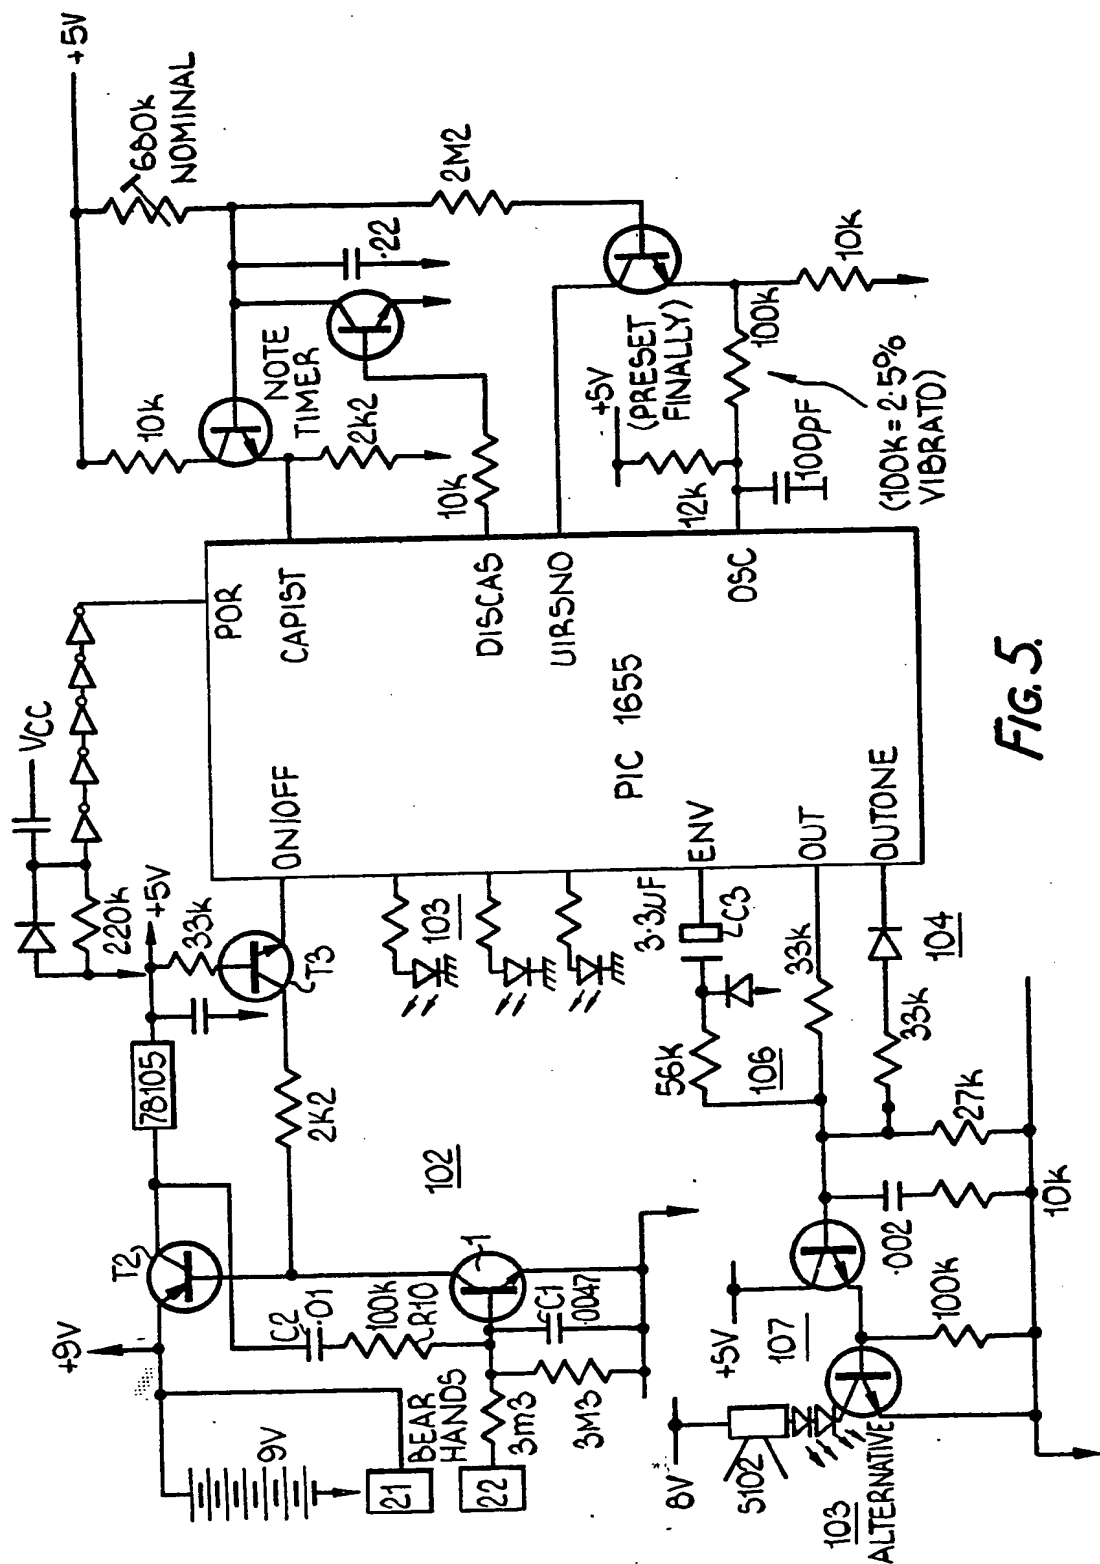 +9V
9V
21
BEAR
HANDS
22
3m3
3M3
C2
.01
100k
R10
C1
.0047
1
T2
78105
+5V
33k
T3
2K2
102
220k
VCC
POR
ON/OFF
CAPIST
DISCAS
UIRSNO
OSC
PIC 1655
ENV
OUT
OUTONE
103
3.3UF
C3
56k
106
33k
33k
104
27k
10k
.002
100k
107
+5V
8V
5102
103
ALTERNATIVE
+5V
680k
NOMINAL
10k
NOTE
TIMER
2k2
.22
10k
2M2
+5V
(PRESET
FINALLY)
12k
100k
100pF
10k
(100k=2.5%
VIBRATO)
FIG. 5.